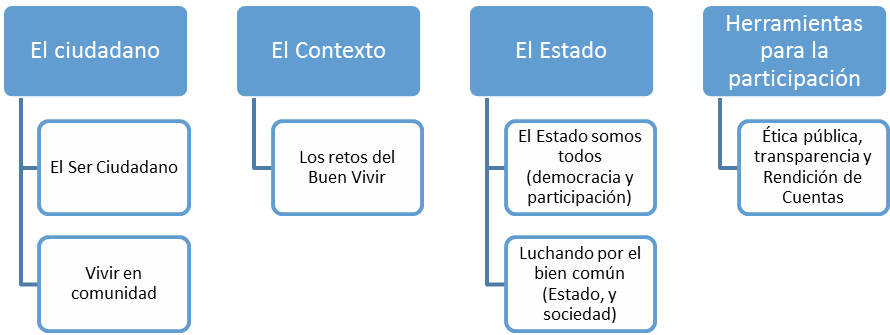 El ciudadano
El Ser Ciudadano
Vivir en
comunidad
El Contexto
Los retos del
Buen Vivir
El Estado
El Estado somos
todos
(democracia y
participación)
Luchando por el
bien común
(Estado, y
sociedad)
Herramientas
para la
participación
Ética pública,
transparencia y
Rendición de
Cuentas